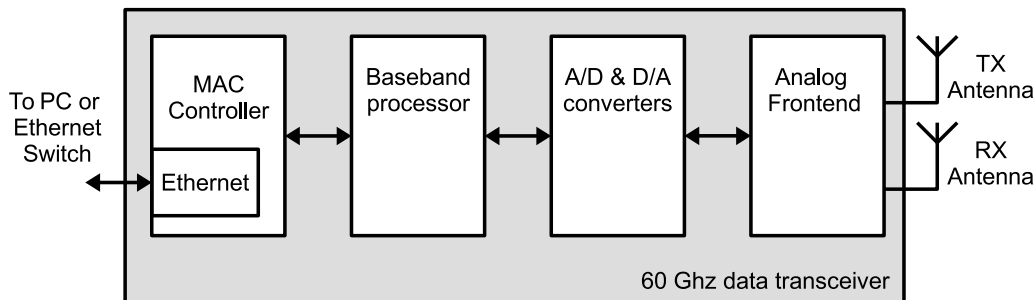 To PC or
Ethernet
Switch
MAC
Controller
Ethernet
Baseband
processor
A/D & D/A
converters
Analog
Frontend
TX
Antenna
RX
Antenna
60 Ghz data transceiver